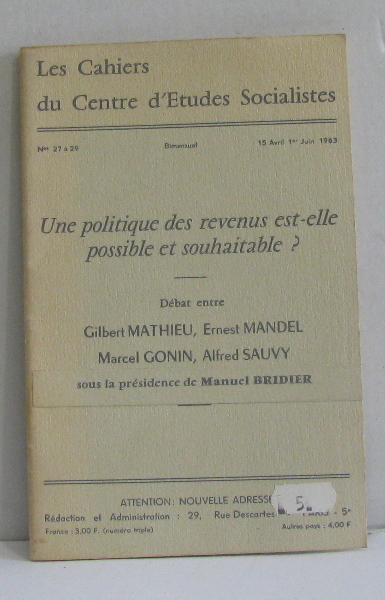 Les Cahiers
du Centre d'Etudes Socialistes
Nos 27 à 29 Bimensuel 15 Avril 1er Juin 1963
Une politique des revenus est-elle
possible et souhaitable ?
Débat entre
Gilbert MATHIEU, Ernest MANDEL
Marcel GONIN, Alfred SAUVY
sous la présidence de Manuel BRIDIER
ATTENTION : NOUVELLE ADRESSE
5.
Rédaction et Administration : 29, Rue Descartes - 5e
France : 3,00 F. (numéro triple) Autres pays : 4,00 F